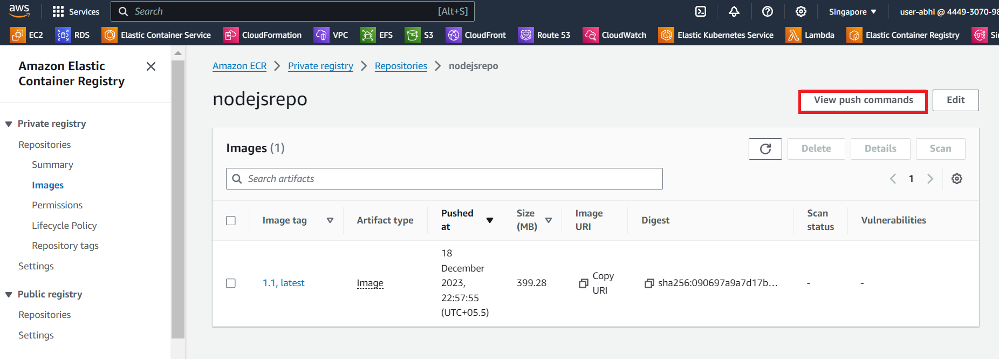 aws
Services
Search [Alt+S]
Singapore
user-abhi @ 4449-3070-98
EC2
RDS
Elastic Container Service
CloudFormation
VPC
EFS
S3
CloudFront
Route 53
CloudWatch
Elastic Kubernetes Service
Lambda
Elastic Container Registry
Amazon Elastic
Container Registry
Private registry
Repositories
Summary
Images
Permissions
Lifecycle Policy
Repository tags
Settings
Public registry
Repositories
Settings
Amazon ECR
Private registry
Repositories
nodejsrepo
nodejsrepo
View push commands
Edit
Images (1)
Delete
Details
Scan
Search artifacts
1
Image tag
Artifact type
Pushed
at
Size
(MB)
Image
URI
Digest
Scan
status
Vulnerabilities
1.1, latest
Image
18
December
2023,
22:57:55
(UTC+05.5)
399.28
Copy
URI
sha256:090697a9a7d17b...
-
-